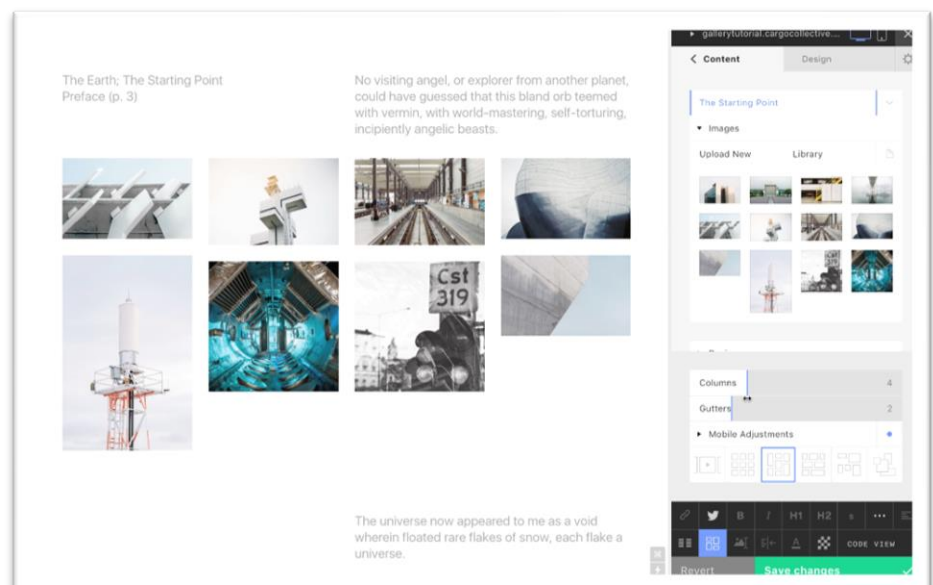 gallerytutorial.cargocollective....
Content
Design
The Earth; The Starting Point
Preface (p. 3)
No visiting angel, or explorer from another planet,
could have guessed that this bland orb teemed
with vermin, with world-mastering, self-torturing,
incipiently angelic beasts.
The Starting Point
Images
Upload New
Library
Cst
319
Columns
4
Gutters
2
Mobile Adjustments
The universe now appeared to me as a void
wherein floated rare flakes of snow, each flake a
universe.
B I H1 H2 s
A CODE VIEW
Revert
Save changes